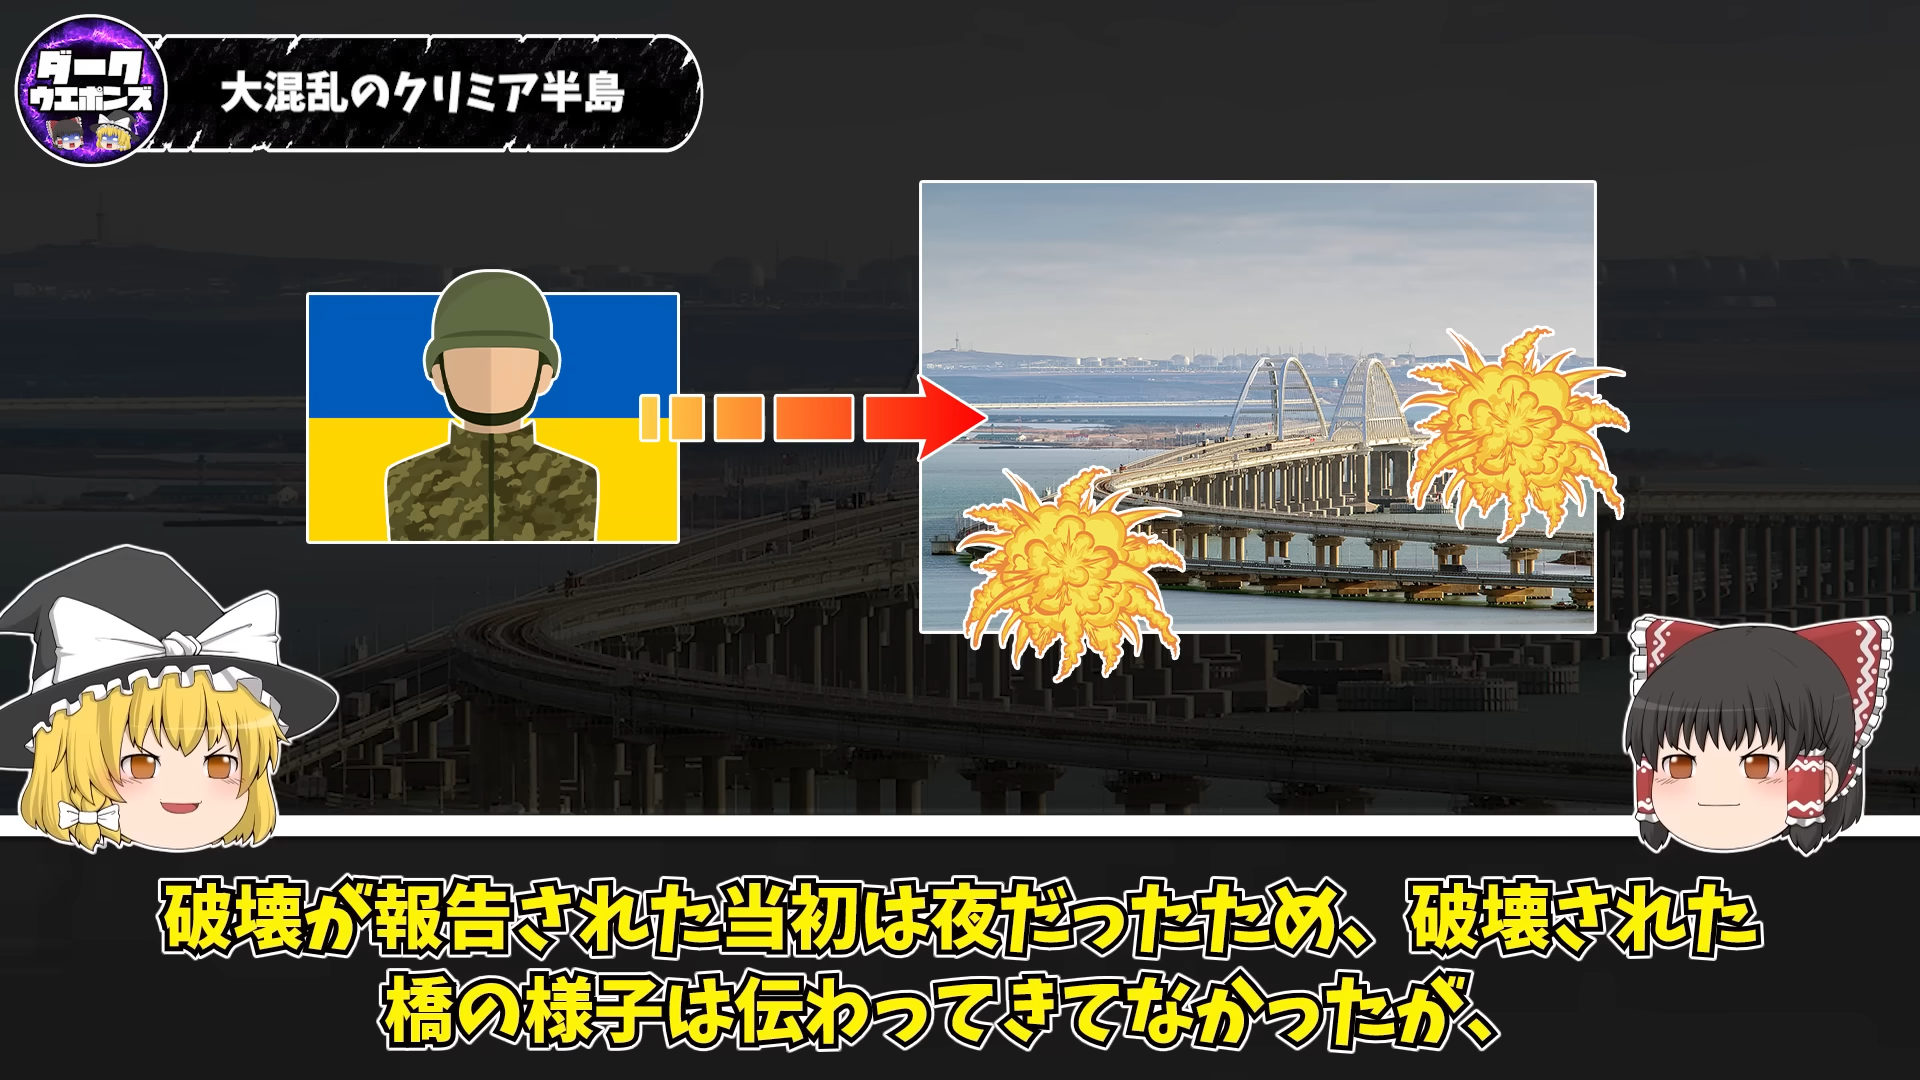 ダーク
ウエポンズ
大混乱のクリミア半島
破壊が報告された当初は夜だったため、破壊された
橋の様子は伝わってきてなかったが、